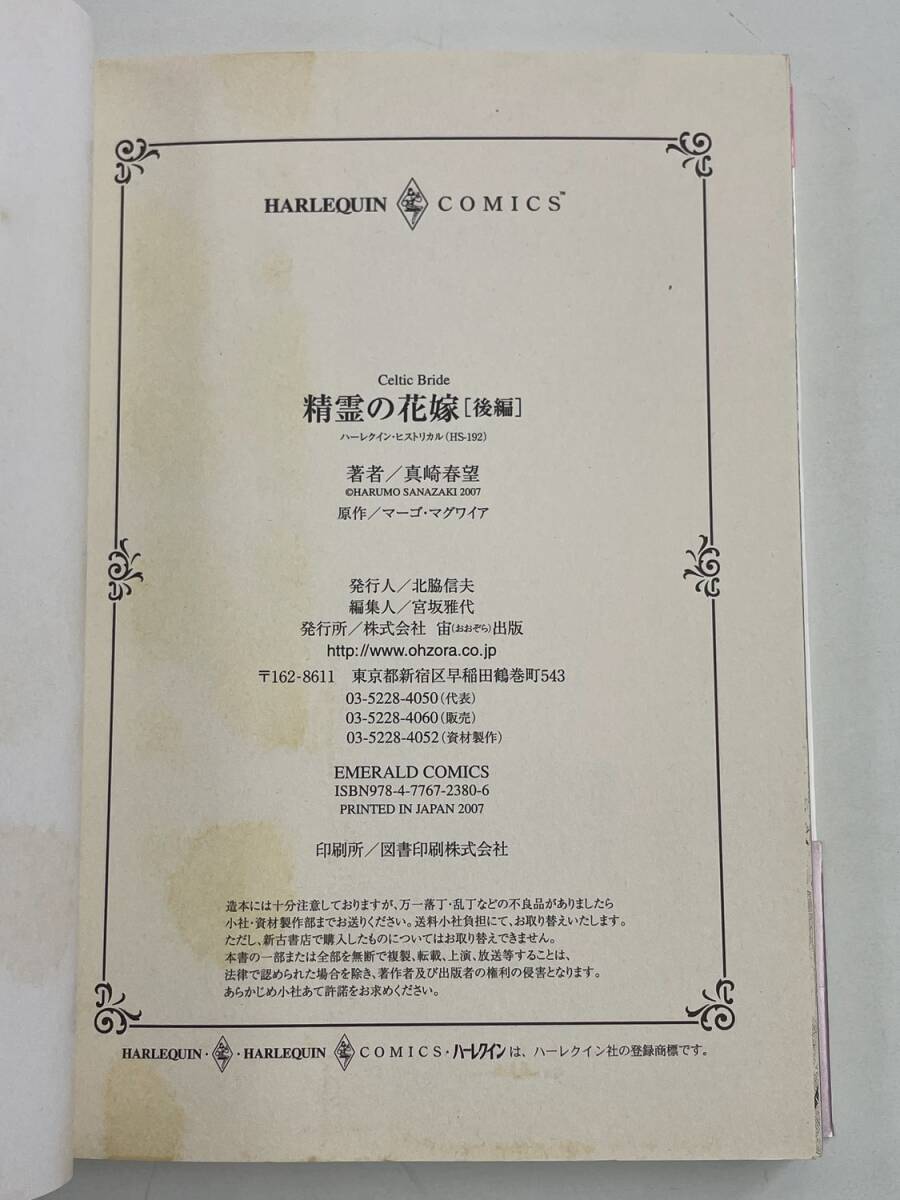 HARLEQUIN COMICS™
Celtic Bride
精霊の花嫁［後編］
ハーレクイン・ヒストリカル（HS-192）
著者／真崎春望
©HARUMO SANAZAKI 2007
原作／マーゴ・マグワイア
発行人／北脇信夫
編集人／宮坂雅代
発行所／株式会社 宙（おおぞら）出版
http://www.ohzora.co.jp
〒162-8611 東京都新宿区早稲田鶴巻町543
03-5228-4050（代表）
03-5228-4060（販売）
03-5228-4052（資材製作）
EMERALD COMICS
ISBN978-4-7767-2380-6
PRINTED IN JAPAN 2007
印刷所／図書印刷株式会社
造本には十分注意しておりますが、万一落丁・乱丁などの不良品がありましたら
小社・資材製作部までお送りください。送料小社負担にて、お取り替えいたします。
ただし、新古書店で購入したものについてはお取り替えできません。
本書の一部または全部を無断で複製、転載、上演、放送等することは、
法律で認められた場合を除き、著作者及び出版者の権利の侵害となります。
あらかじめ小社あて許諾をお求めください。
HARLEQUIN・・HARLEQUIN COMICS・ハーレクインは、ハーレクイン社の登録商標です。